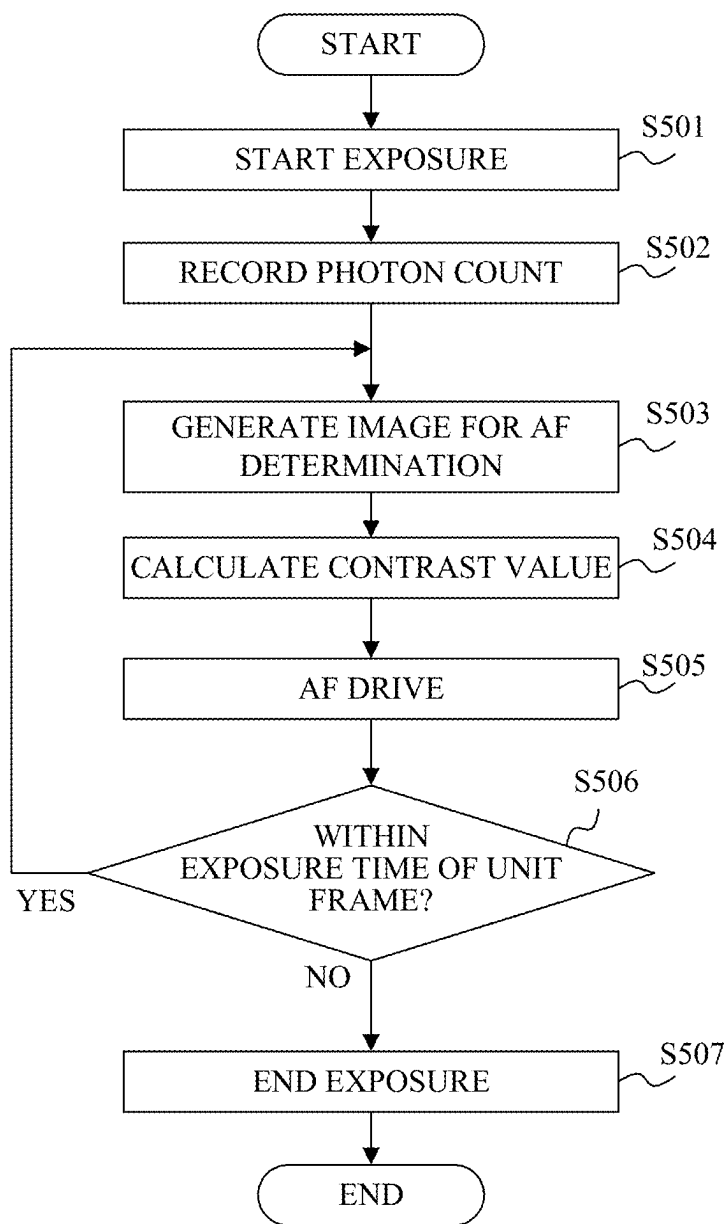 START
S501
START EXPOSURE
S502
RECORD PHOTON COUNT
S503
GENERATE IMAGE FOR AF
DETERMINATION
S504
CALCULATE CONTRAST VALUE
S505
AF DRIVE
S506
WITHIN
EXPOSURE TIME OF UNIT
FRAME?
YES
NO
S507
END EXPOSURE
END